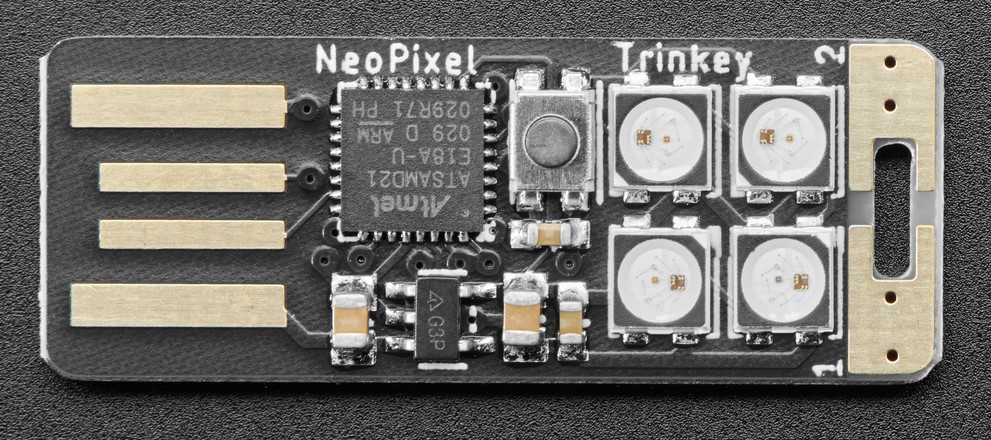 NeoPixel
Trinkey
2
Atmel
ATSAMD21
E18A-U
029 D ARM
029R71 PH
G3P
1